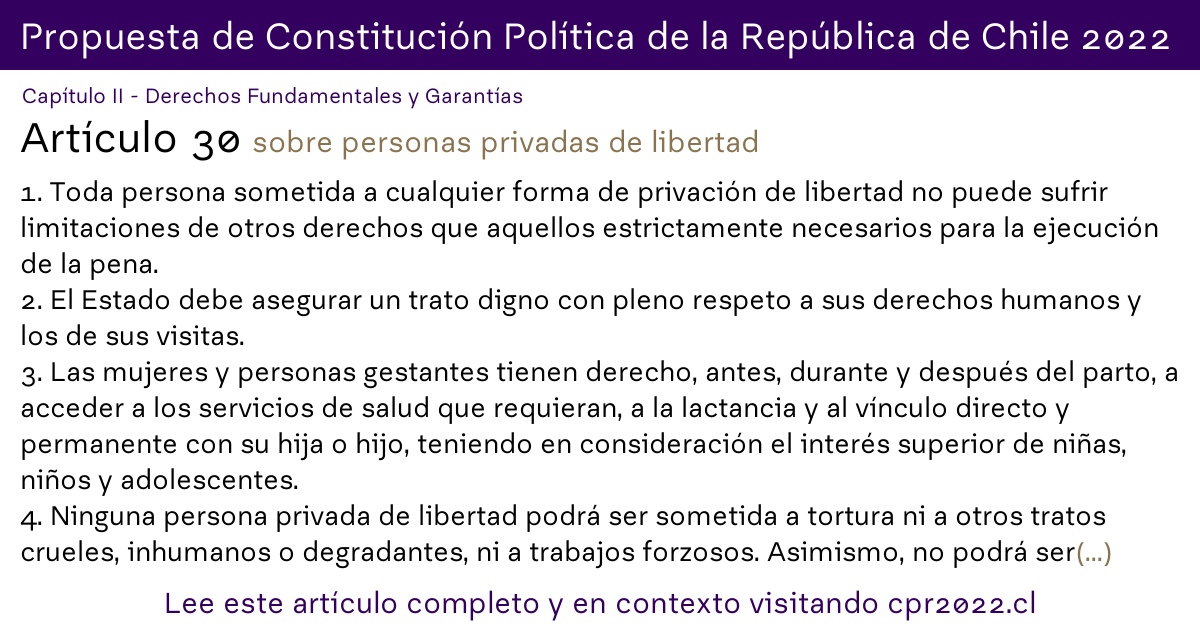 Propuesta de Constitución Política de la República de Chile 2022
Capítulo II - Derechos Fundamentales y Garantías
Artículo 30 sobre personas privadas de libertad
1. Toda persona sometida a cualquier forma de privación de libertad no puede sufrir
limitaciones de otros derechos que aquellos estrictamente necesarios para la ejecución
de la pena.
2. El Estado debe asegurar un trato digno con pleno respeto a sus derechos humanos y
los de sus visitas.
3. Las mujeres y personas gestantes tienen derecho, antes, durante y después del parto, a
acceder a los servicios de salud que requieran, a la lactancia y al vínculo directo y
permanente con su hija o hijo, teniendo en consideración el interés superior de niñas,
niños y adolescentes.
4. Ninguna persona privada de libertad podrá ser sometida a tortura ni a otros tratos
crueles, inhumanos o degradantes, ni a trabajos forzosos. Asimismo, no podrá ser(...)
Lee este artículo completo y en contexto visitando cpr2022.cl